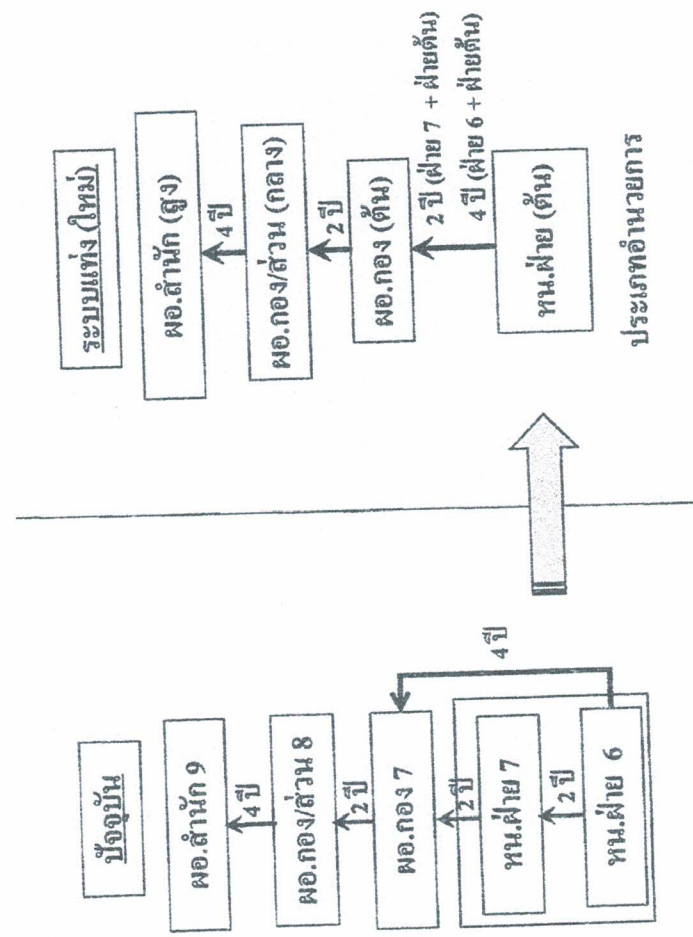 ปัจจุบัน
ผอ.สำนัก 9
4 ปี
ผอ.กอง/ส่วน 8
2 ปี
ผอ.กอง 7
2 ปี
หน.ฝ่าย 7
2 ปี
หน.ฝ่าย 6
4 ปี
ระบบแท่ง (ใหม่)
ผอ.สำนัก (สูง)
4 ปี
ผอ.กอง/ส่วน (กลาง)
2 ปี
ผอ.กอง (ต้น)
2 ปี (ฝ่าย 7 + ฝ่ายต้น)
4 ปี (ฝ่าย 6 + ฝ่ายต้น)
หน.ฝ่าย (ต้น)
ประเภทอำนวยการ